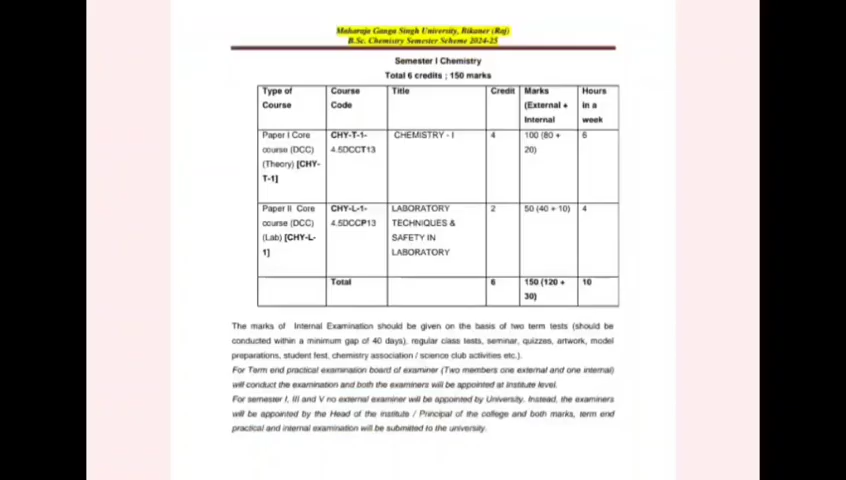 Maharaja Ganga Singh University, Bikaner (Raj)
B.Sc. Chemistry Semester Scheme 2024-25
Semester I Chemistry
Total 6 credits ; 150 marks
Type of Course | Course Code | Title | Credit | Marks (External + Internal | Hours in a week
Paper I Core course (DCC) (Theory) [CHY-T-1] | CHY-T-1-4.5DCCT13 | CHEMISTRY - I | 4 | 100 (80 + 20) | 6
Paper II Core course (DCC) (Lab) [CHY-L-1] | CHY-L-1-4.5DCCP13 | LABORATORY TECHNIQUES & SAFETY IN LABORATORY | 2 | 50 (40 + 10) | 4
Total | 6 | 150 (120 + 30) | 10
The marks of Internal Examination should be given on the basis of two term tests (should be
conducted within a minimum gap of 40 days), regular class tests, seminar, quizzes, artwork, model
preparations, student fest, chemistry association / science club activities etc.).
For Term end practical examination board of examiner (Two members one external and one internal)
will conduct the examination and both the examiners will be appointed at Institute level.
For semester I, III and V no external examiner will be appointed by University. Instead, the examiners
will be appointed by the Head of the institute / Principal of the college and both marks, term end
practical and internal examination will be submitted to the university.